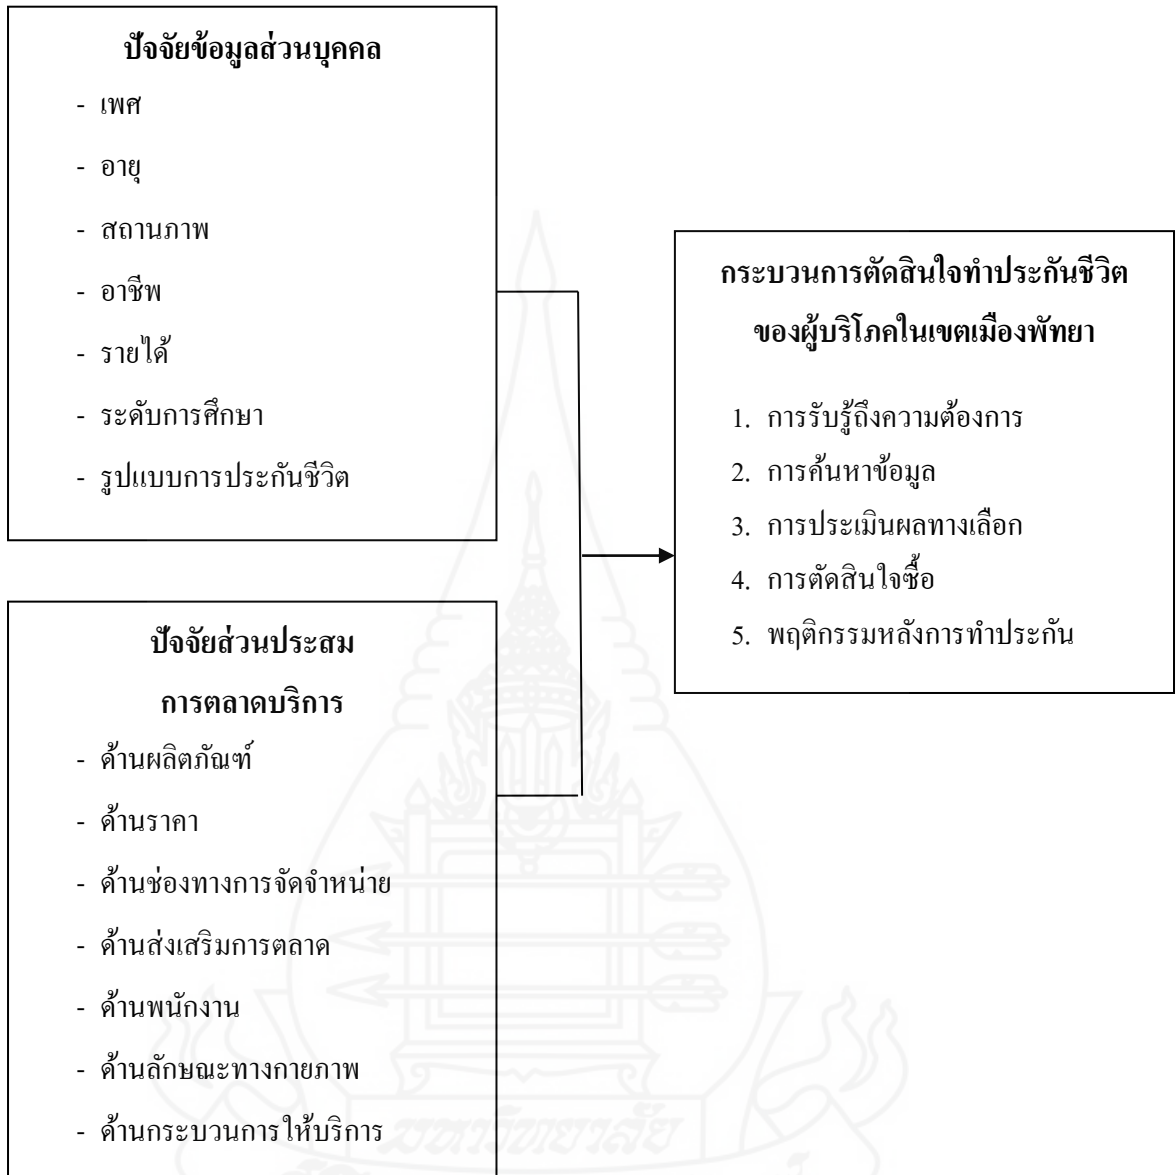 ปัจจัยข้อมูลส่วนบุคคล
- เพศ
- อายุ
- สถานภาพ
- อาชีพ
- รายได้
- ระดับการศึกษา
- รูปแบบการประกันชีวิต
ปัจจัยส่วนประสม
การตลาดบริการ
- ด้านผลิตภัณฑ์
- ด้านราคา
- ด้านช่องทางการจัดจำหน่าย
- ด้านส่งเสริมการตลาด
- ด้านพนักงาน
- ด้านลักษณะทางกายภาพ
- ด้านกระบวนการให้บริการ
กระบวนการตัดสินใจทำประกันชีวิต
ของผู้บริโภคในเขตเมืองพัทยา
1. การรับรู้ถึงความต้องการ
2. การค้นหาข้อมูล
3. การประเมินผลทางเลือก
4. การตัดสินใจซื้อ
5. พฤติกรรมหลังการทำประกัน
มหาวิทยาลัย